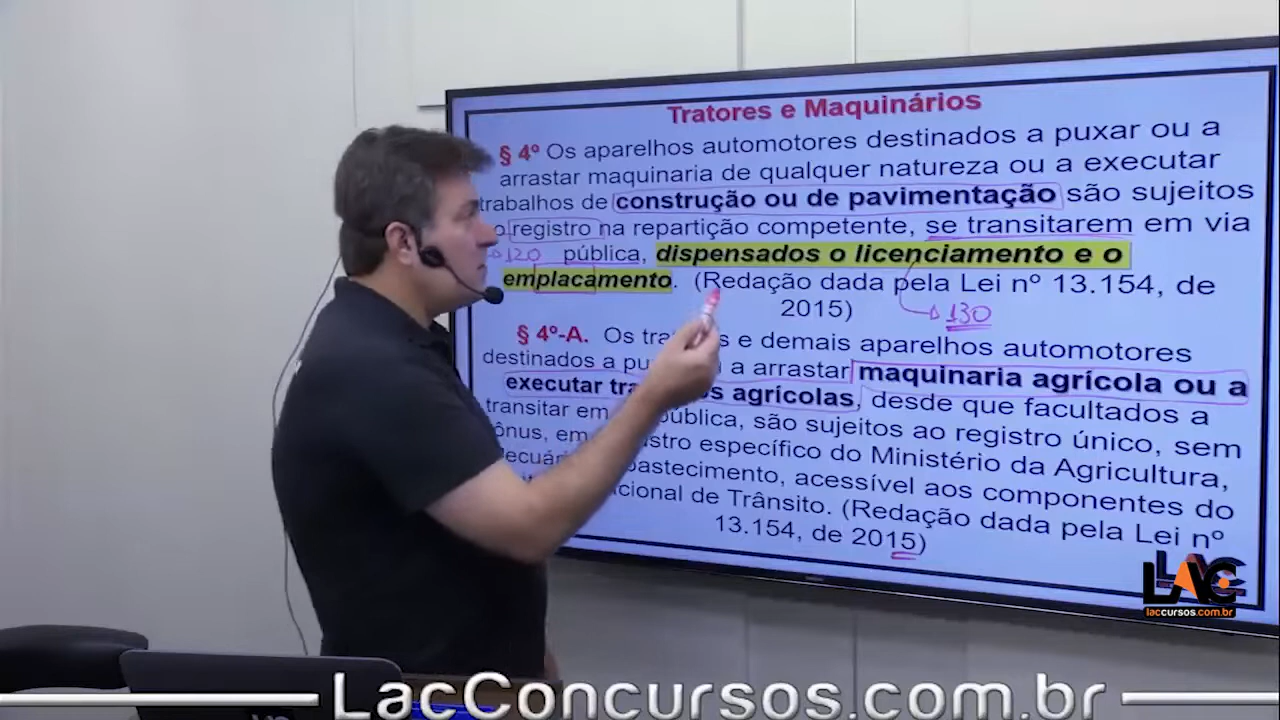 Tratores e Maquinários
§ 4º Os aparelhos automotores destinados a puxar ou a
arrastar maquinaria de qualquer natureza ou a executar
trabalhos de construção ou de pavimentação são sujeitos
o registro na repartição competente, se transitarem em via
120 pública, dispensados o licenciamento e o
emplacamento. (Redação dada pela Lei nº 13.154, de
2015)
130
§ 4º-A. Os tra s e demais aparelhos automotores
destinados a pu a arrastar maquinaria agrícola ou a
executar tra os agrícolas, desde que facultados a
transitar em pública, são sujeitos ao registro único, sem
ônus, em stro específico do Ministério da Agricultura,
ecuár bastecimento, acessível aos componentes do
cional de Trânsito. (Redação dada pela Lei nº
13.154, de 2015)
LAC
laccursos.com.br
LacConcursos.com.br